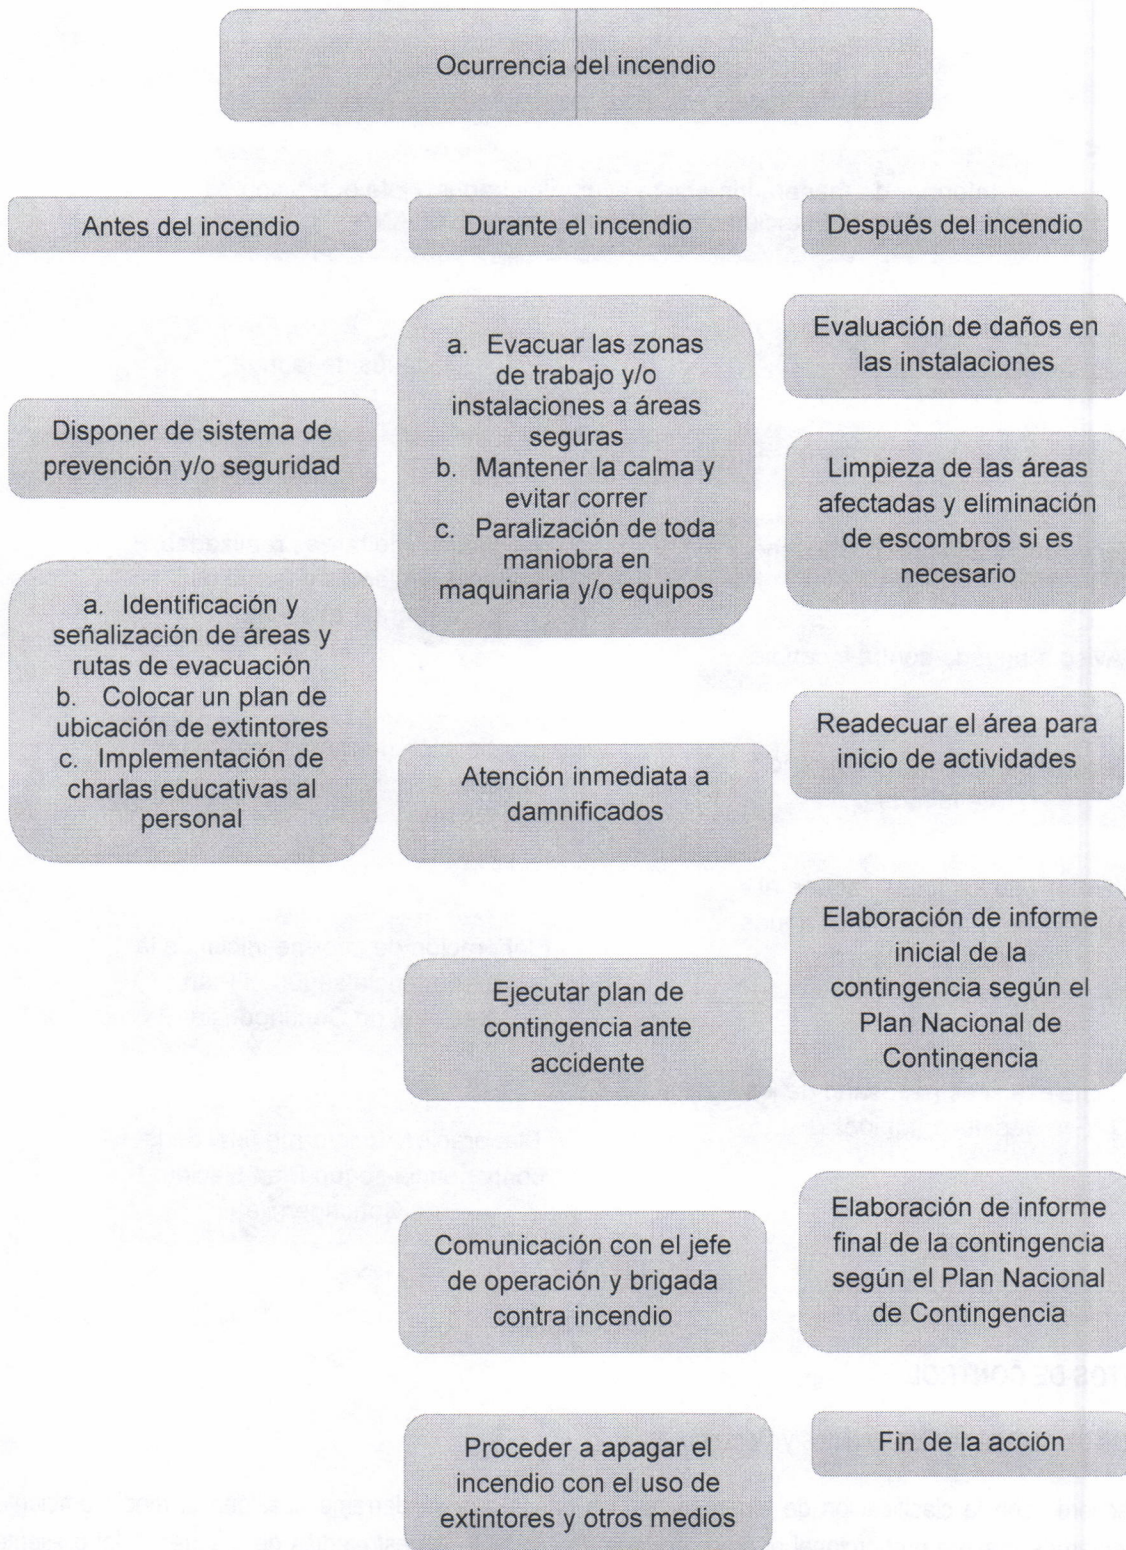 Ocurrencia del incendio
Antes del incendio
Disponer de sistema de
prevención y/o seguridad
a. Identificación y
señalización de áreas y
rutas de evacuación
b. Colocar un plan de
ubicación de extintores
c. Implementación de
charlas educativas al
personal
Durante el incendio
a. Evacuar las zonas
de trabajo y/o
instalaciones a áreas
seguras
b. Mantener la calma y
evitar correr
c. Paralización de toda
maniobra en
maquinaria y/o equipos
Atención inmediata a
damnificados
Ejecutar plan de
contingencia ante
accidente
Comunicación con el jefe
de operación y brigada
contra incendio
Proceder a apagar el
incendio con el uso de
extintores y otros medios
Después del incendio
Evaluación de daños en
las instalaciones
Limpieza de las áreas
afectadas y eliminación
de escombros si es
necesario
Readecuar el área para
inicio de actividades
Elaboración de informe
inicial de la
contingencia según el
Plan Nacional de
Contingencia
Elaboración de informe
final de la contingencia
según el Plan Nacional
de Contingencia
Fin de la acción